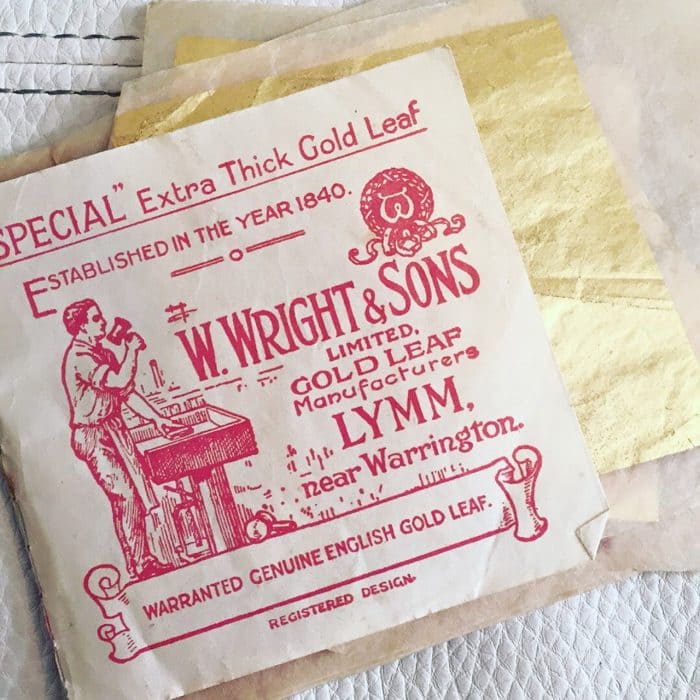 SPECIAL" Extra Thick Gold Leaf
ESTABLISHED IN THE YEAR 1840.
W
W. WRIGHT & SONS
LIMITED,
GOLD LEAF
Manufacturers
LYMM,
near Warrington.
WARRANTED GENUINE ENGLISH GOLD LEAF.
REGISTERED DESIGN.